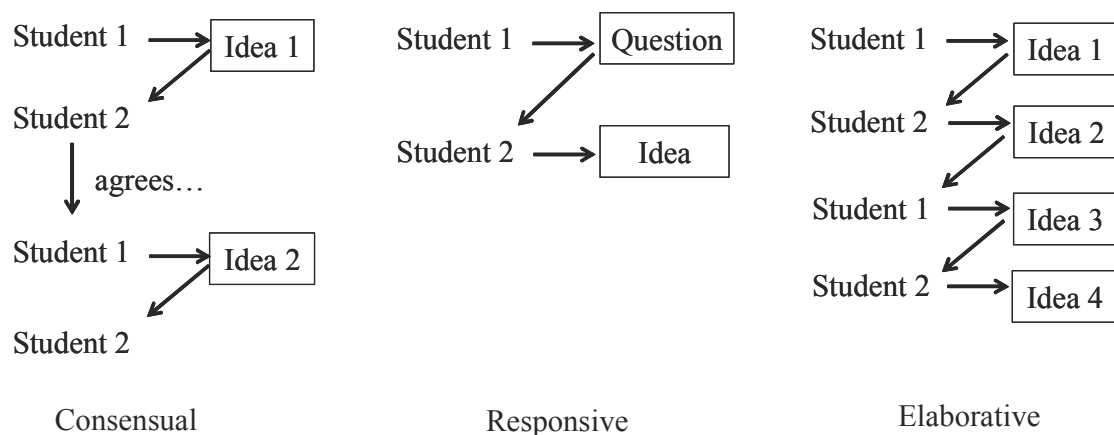 Student 1
Idea 1
Student 2
agrees…
Student 1
Idea 2
Student 2
Consensual
Student 1
Question
Student 2
Idea
Responsive
Student 1
Idea 1
Student 2
Idea 2
Student 1
Idea 3
Student 2
Idea 4
Elaborative